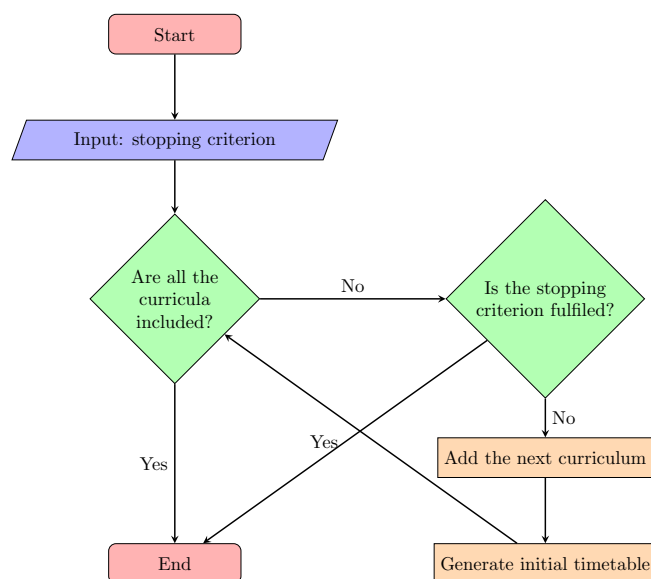 Start
Input: stopping criterion
Are all the
curricula
included?
No
Is the stopping
criterion fulfiled?
No
Yes
Yes
Add the next curriculum
End
Generate initial timetable